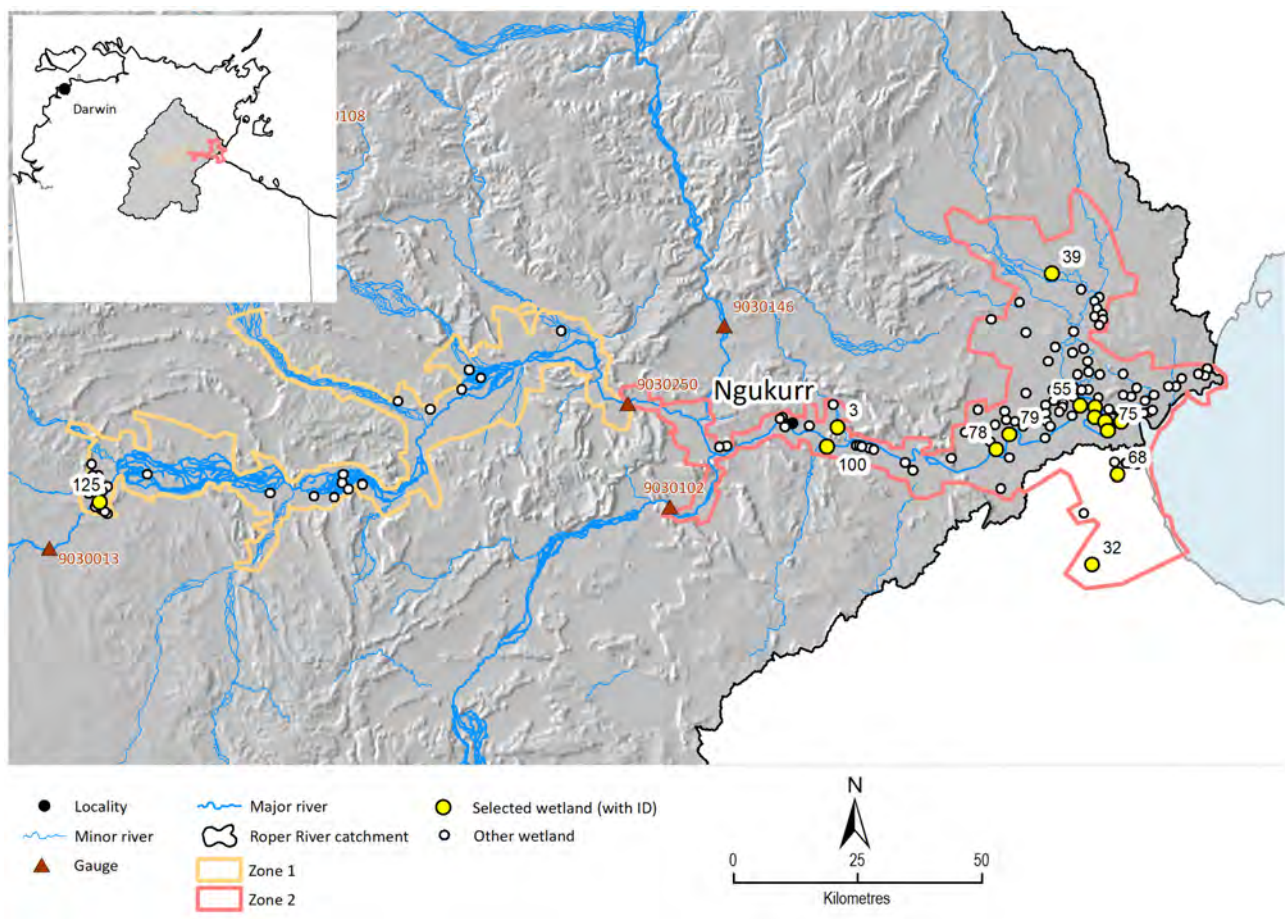 Darwin
0108
39
9030146
9030250
Ngukurr
3
55
79
75
78
100
68
125
9030102
9030013
32
N
Locality
Major river
Selected wetland (with ID)
Minor river
Roper River catchment
Other wetland
Gauge
Zone 1
Zone 2
0
25
50
Kilometres